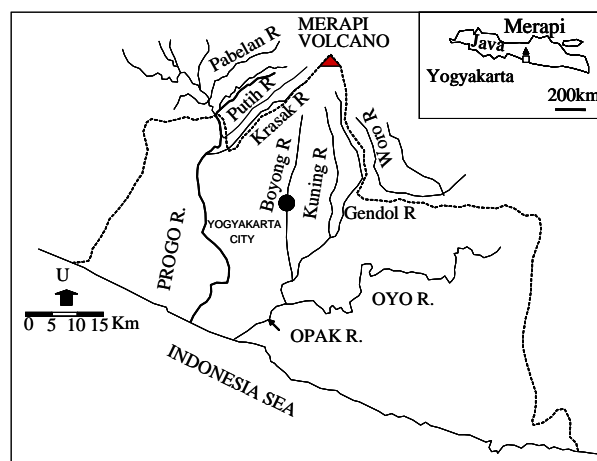 MERAPI
VOLCANO
Merapi
Java
Yogyakarta
200km
Pabelan R
Putih R
Krasak R
Boyong R
Kuning R
Woro R
Gendol R
YOGYAKARTA
CITY
PROGO R.
U
0 5 10 15 Km
OYO R.
OPAK R.
INDONESIA SEA